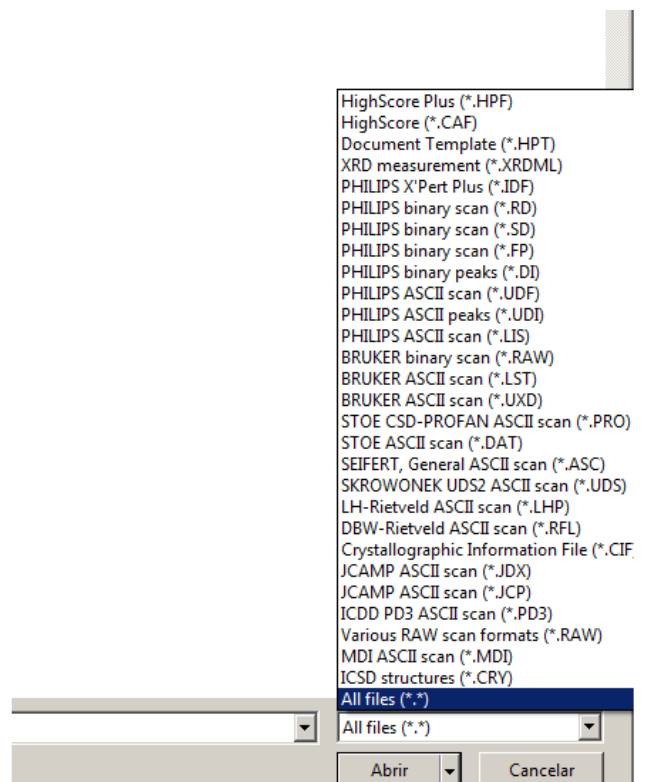 HighScore Plus (*.HPF)
HighScore (*.CAF)
Document Template (*.HPT)
XRD measurement (*.XRDML)
PHILIPS X'Pert Plus (*.IDF)
PHILIPS binary scan (*.RD)
PHILIPS binary scan (*.SD)
PHILIPS binary scan (*.FP)
PHILIPS binary peaks (*.DI)
PHILIPS ASCII scan (*.UDF)
PHILIPS ASCII peaks (*.UDI)
PHILIPS ASCII scan (*.LIS)
BRUKER binary scan (*.RAW)
BRUKER ASCII scan (*.LST)
BRUKER ASCII scan (*.UXD)
STOE CSD-PROFAN ASCII scan (*.PRO)
STOE ASCII scan (*.DAT)
SEIFERT, General ASCII scan (*.ASC)
SKROWONEK UDS2 ASCII scan (*.UDS)
LH-Rietveld ASCII scan (*.LHP)
DBW-Rietveld ASCII scan (*.RFL)
Crystallographic Information File (*.CIF
JCAMP ASCII scan (*.JDX)
JCAMP ASCII scan (*.JCP)
ICDD PD3 ASCII scan (*.PD3)
Various RAW scan formats (*.RAW)
MDI ASCII scan (*.MDI)
ICSD structures (*.CRY)
All files (*.*)
All files (*.*)
Abrir Cancelar